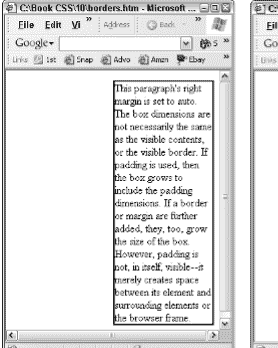 C:\Book CSS\10\borders.htm - Microsoft ...
File Edit Vi » Address Back »
Google 5 »
Links 1st Snap Advo Amzn Ebay »
This paragraph's right
margin is set to auto.
The box dimensions are
not necessarily the same
as the visible contents,
or the visible border. If
padding is used, then
the box grows to
include the padding
dimensions. If a border
or margin are further
added, they, too, grow
the size of the box.
However, padding is
not, in itself, visible--it
merely creates space
between its element and
surrounding elements or
the browser frame.